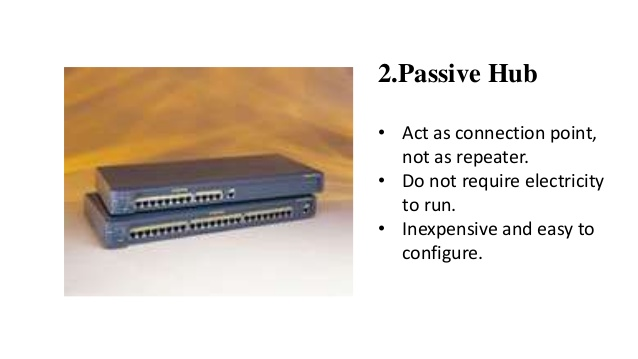 2.Passive Hub
• Act as connection point,
not as repeater.
• Do not require electricity
to run.
• Inexpensive and easy to
configure.